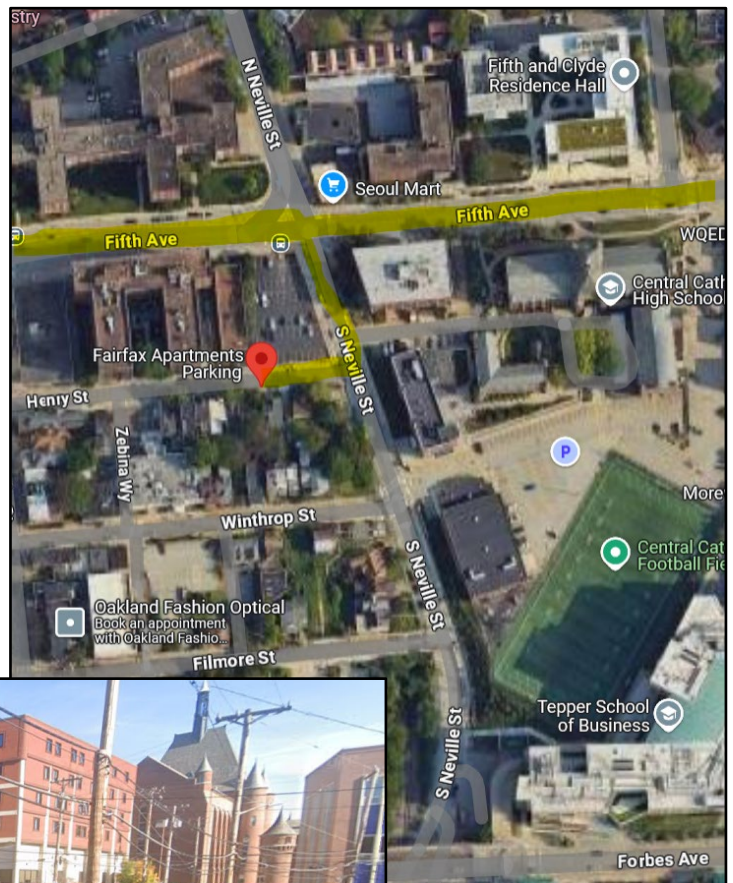 stry
N Neville St
Fifth and Clyde
Residence Hall
Seoul Mart
Fifth Ave
Fifth Ave
WQED
Central Cath
High School
Fairfax Apartments
Parking
S Neville St
Henry St
Zebina Wy
P
More
Winthrop St
Central Cat
Football Fie
S Neville St
Oakland Fashion Optical
Book an appointment
with Oakland Fashio...
Filmore St
Tepper School
of Business
S Neville St
Forbes Ave